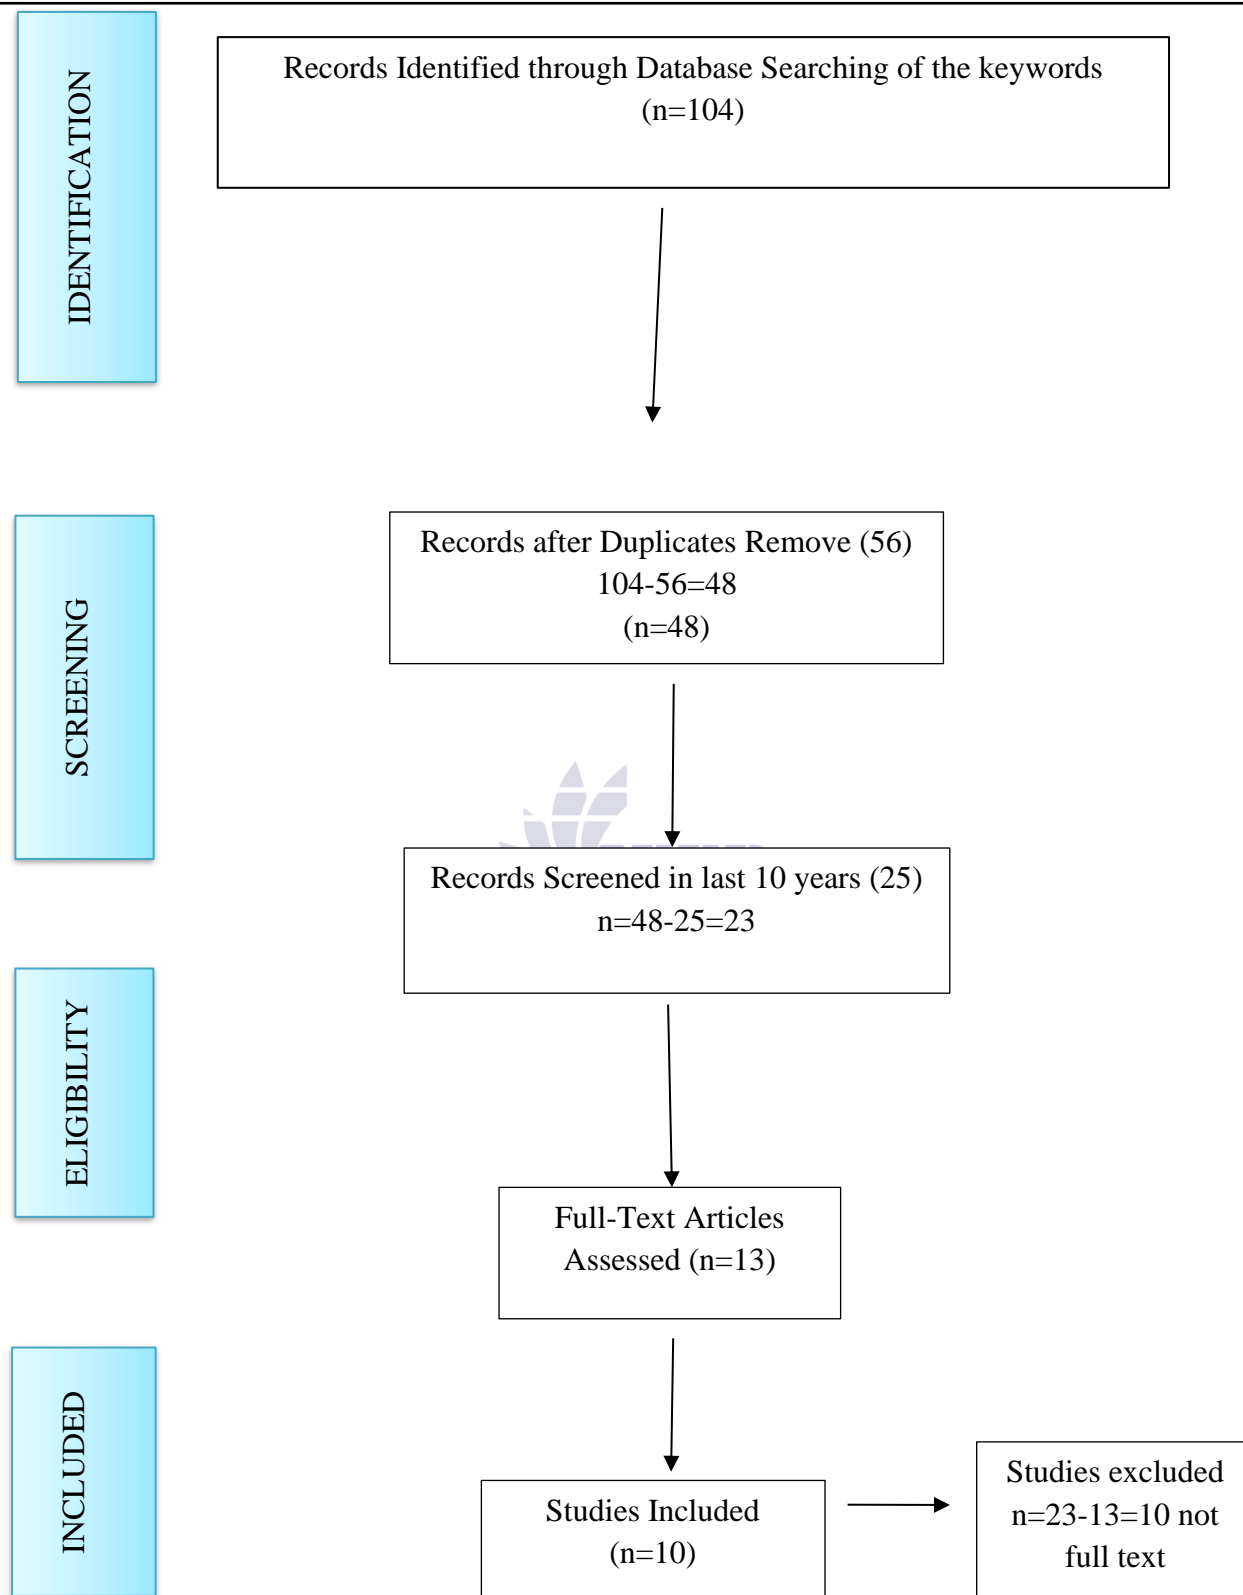 IDENTIFICATION
Records Identified through Database Searching of the keywords
(n=104)
SCREENING
Records after Duplicates Remove (56)
104-56=48
(n=48)
Records Screened in last 10 years (25)
n=48-25=23
ELIGIBILITY
Full-Text Articles
Assessed (n=13)
INCLUDED
Studies Included
(n=10)
Studies excluded
n=23-13=10 not
full text